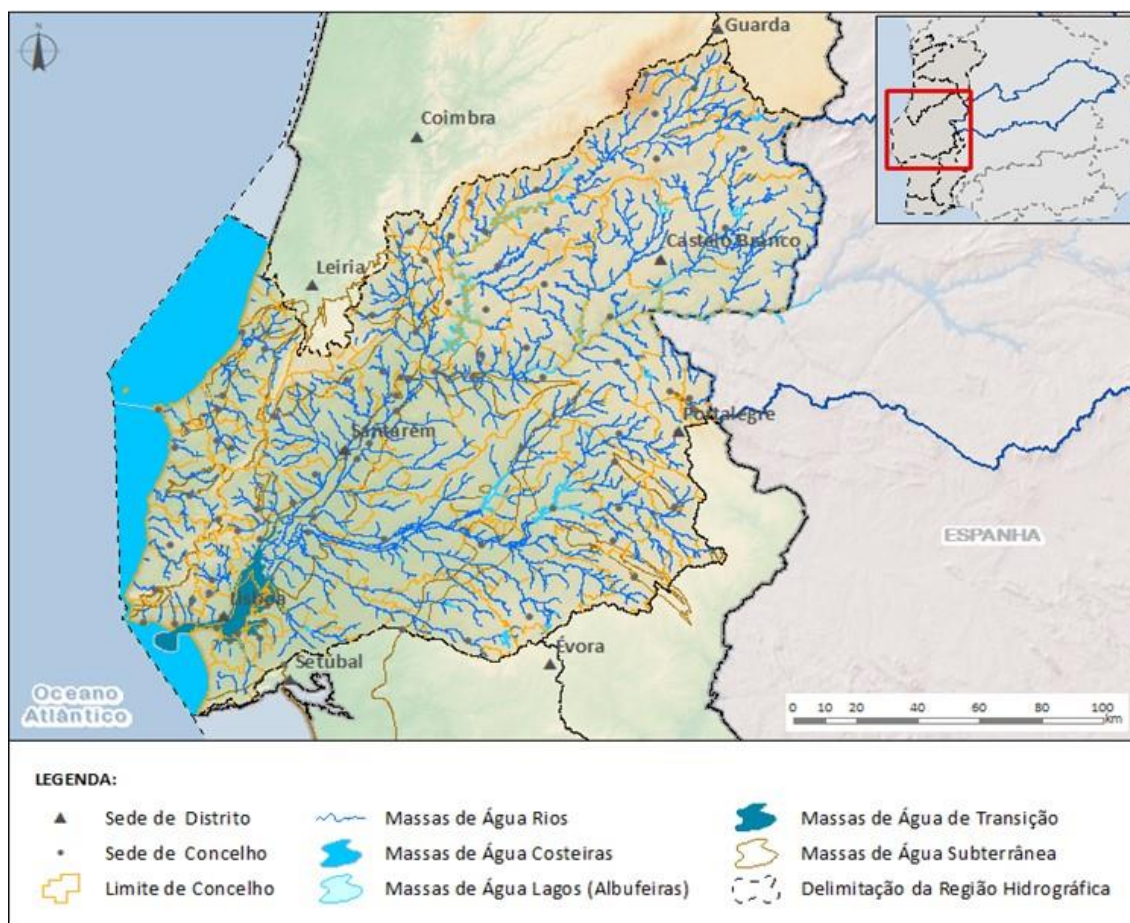 N
Guarda
Coimbra
Castelo Branco
Leiria
Portalegre
Santarém
ESPANHA
Lisboa
Évora
Setúbal
Oceano
Atlântico
0 10 20 40 60 80 100
km
LEGENDA:
Sede de Distrito
Massas de Água Rios
Massas de Água de Transição
Sede de Concelho
Massas de Água Costeiras
Massas de Água Subterrânea
Limite de Concelho
Massas de Água Lagos (Albufeiras)
Delimitação da Região Hidrográfica